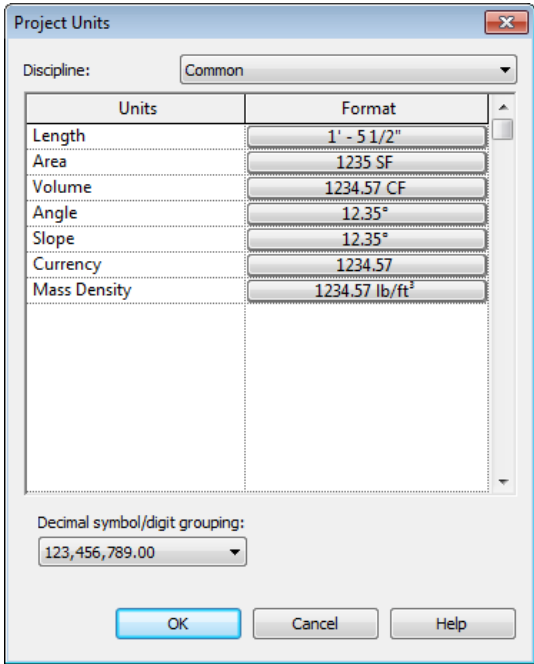 Project Units
Discipline: Common
Units Format
Length 1' - 5 1/2"
Area 1235 SF
Volume 1234.57 CF
Angle 12.35°
Slope 12.35°
Currency 1234.57
Mass Density 1234.57 lb/ft³
Decimal symbol/digit grouping:
123,456,789.00
OK Cancel Help